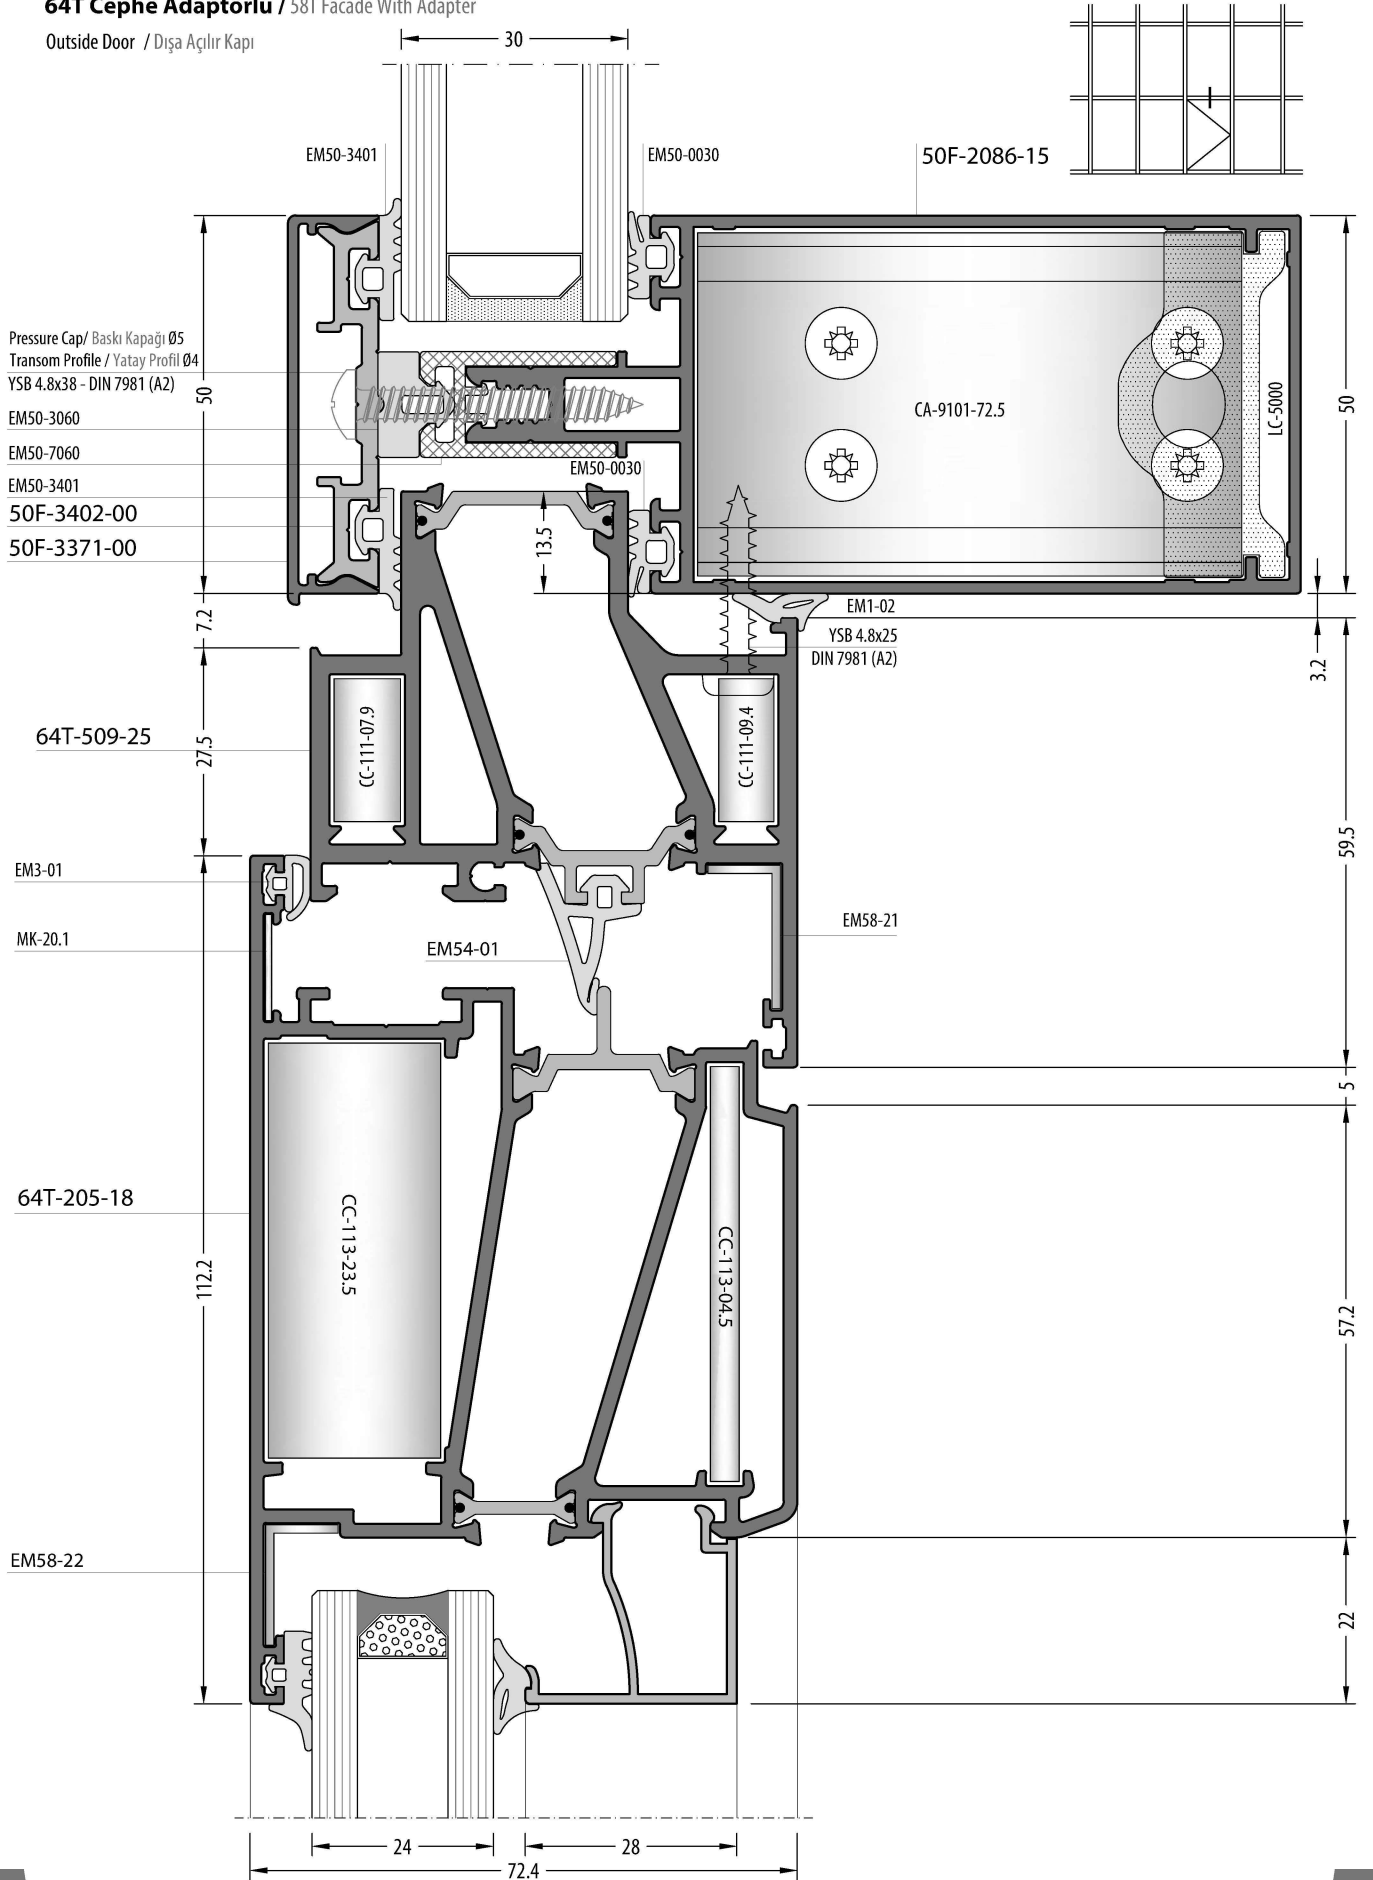 64T Cephe Adaptörlü / 58T Facade With Adapter
Outside Door / Dışa Açılır Kapı
30
EM50-3401
EM50-0030
50F-2086-15
Pressure Cap/ Baskı Kapağı Ø5
Transom Profile / Yatay Profil Ø4
YSB 4.8x38 - DIN 7981 (A2)
50
EM50-3060
EM50-7060
EM50-3401
50F-3402-00
50F-3371-00
EM50-0030
CA-9101-72.5
LC-5000
50
13.5
7.2
EM1-02
YSB 4.8x25
DIN 7981 (A2)
3.2
64T-509-25
27.5
CC-111-07.9
CC-111-09.4
59.5
EM3-01
MK-20.1
EM54-01
EM58-21
5
64T-205-18
112.2
CC-113-23.5
CC-113-04.5
57.2
EM58-22
22
24
28
72.4